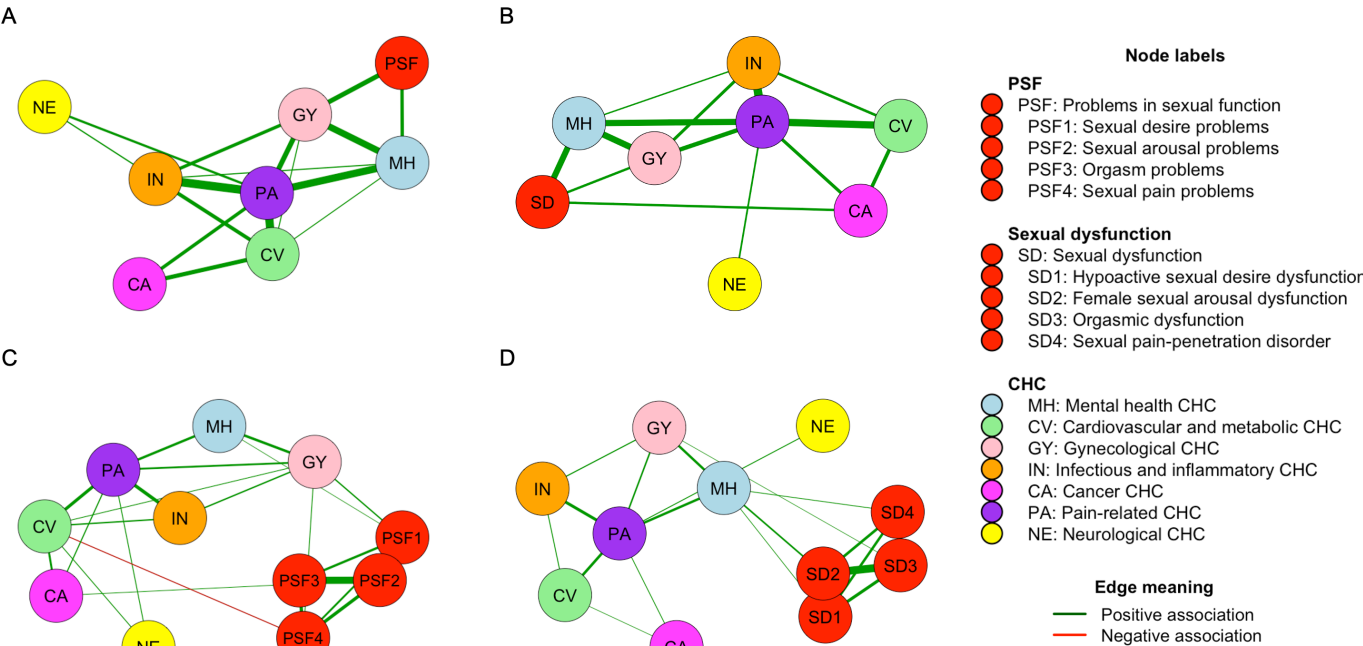 A
PSF
NE
GY
MH
IN
PA
CV
CA
B
IN
MH
PA
CV
GY
SD
CA
NE
C
MH
GY
PA
IN
CV
PSF1
PSF3
PSF2
CA
PSF4
NE
D
GY
NE
IN
MH
SD4
PA
SD3
SD2
CV
SD1
CA
Node labels
PSF
PSF: Problems in sexual function
PSF1: Sexual desire problems
PSF2: Sexual arousal problems
PSF3: Orgasm problems
PSF4: Sexual pain problems
Sexual dysfunction
SD: Sexual dysfunction
SD1: Hypoactive sexual desire dysfunction
SD2: Female sexual arousal dysfunction
SD3: Orgasmic dysfunction
SD4: Sexual pain-penetration disorder
CHC
MH: Mental health CHC
CV: Cardiovascular and metabolic CHC
GY: Gynecological CHC
IN: Infectious and inflammatory CHC
CA: Cancer CHC
PA: Pain-related CHC
NE: Neurological CHC
Edge meaning
Positive association
Negative association